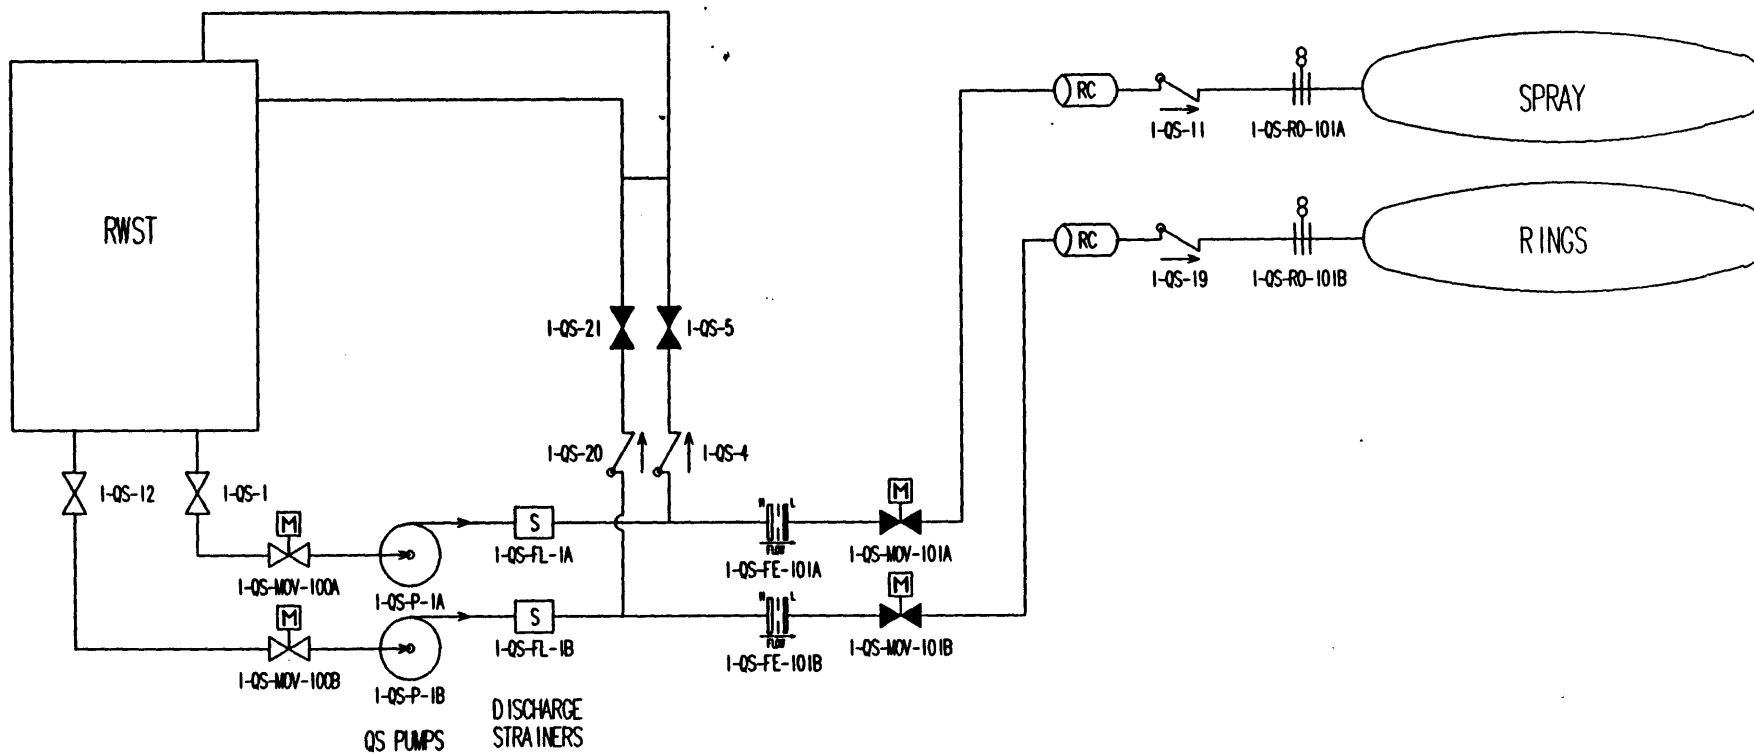 RWST
RC
1-QS-11
1-QS-RO-101A
SPRAY
RC
1-QS-19
1-QS-RO-101B
RINGS
1-QS-21
1-QS-5
1-QS-20
1-QS-4
1-QS-12
1-QS-1
M
1-QS-MOV-100A
1-QS-P-1A
S
1-QS-FL-1A
H L
FLOW
1-QS-FE-101A
M
1-QS-MOV-101A
M
1-QS-MOV-100B
1-QS-P-1B
S
1-QS-FL-1B
H L
FLOW
1-QS-FE-101B
M
1-QS-MOV-101B
QS PUMPS
DISCHARGE
STRAINERS